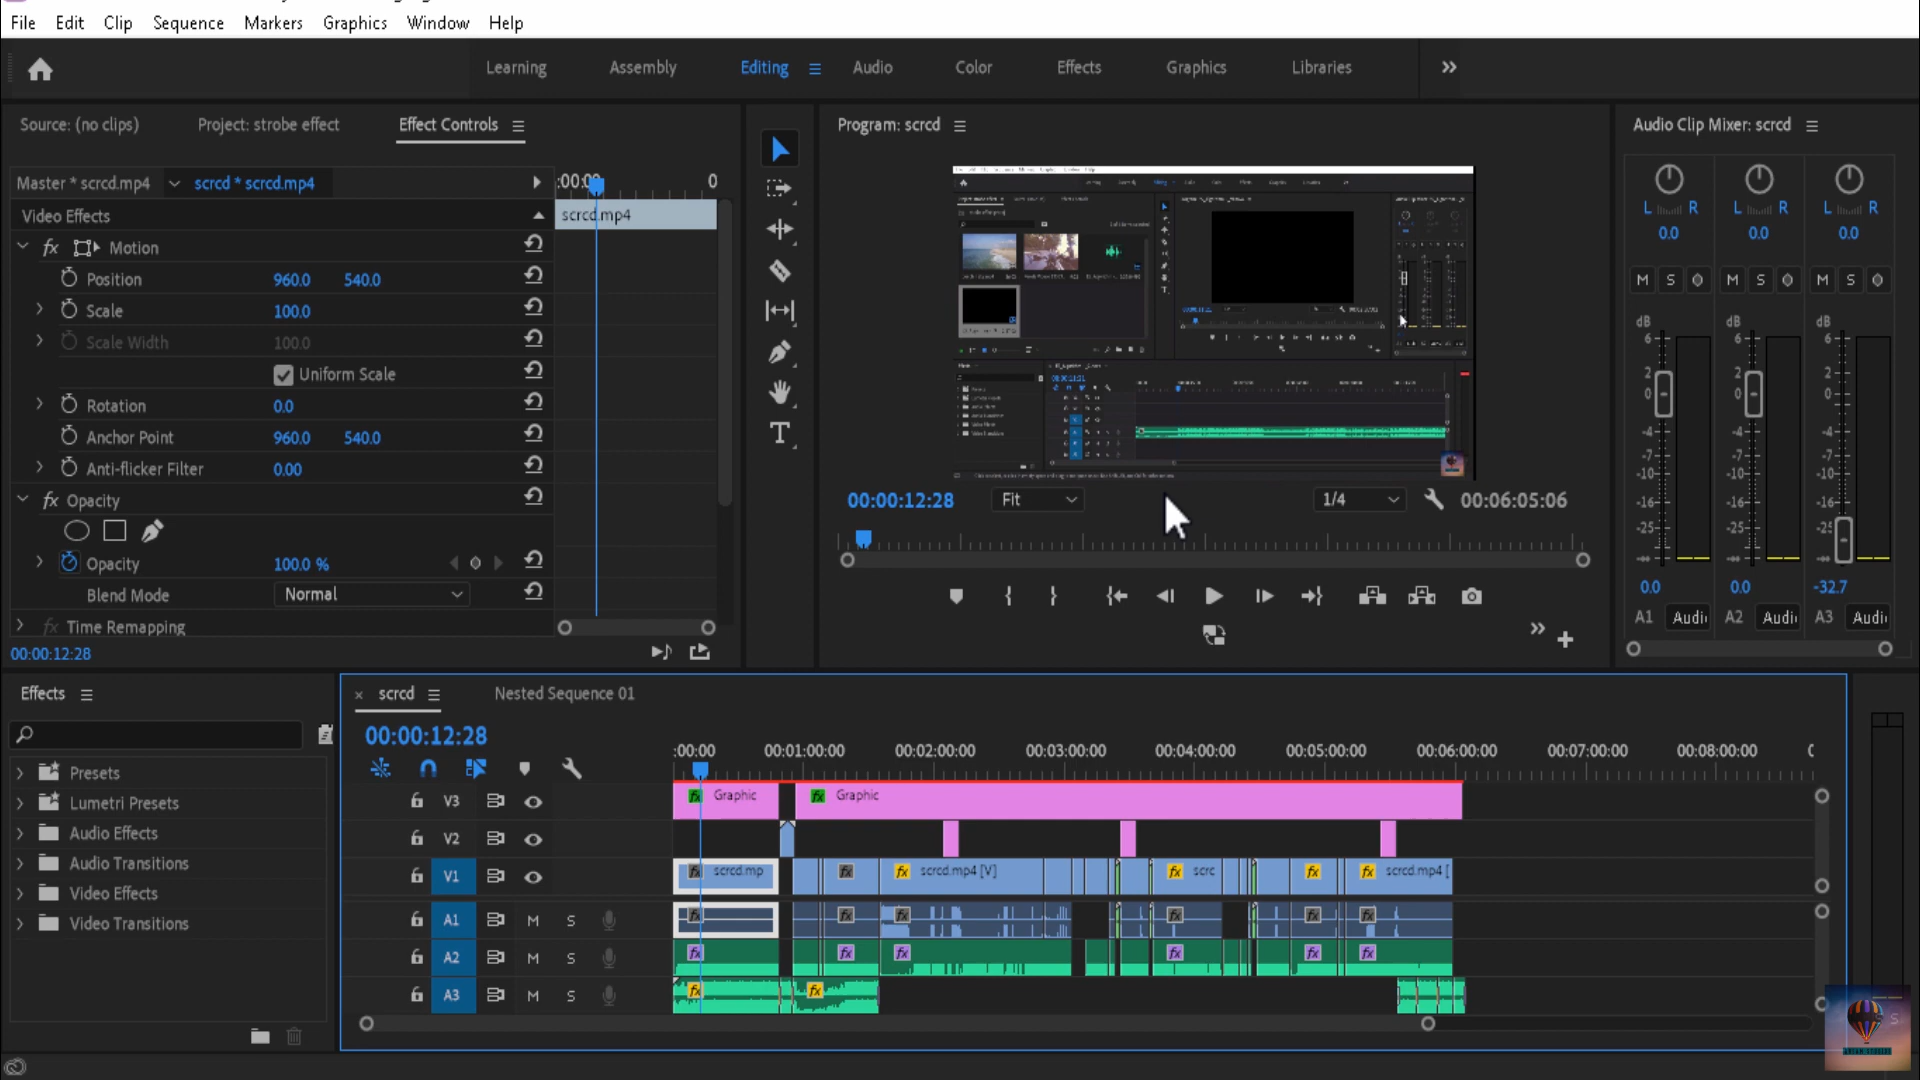 File Edit Clip Sequence Markers Graphics Window Help
Learning Assembly Editing Audio Color Effects Graphics Libraries
Source: (no clips) Project: strobe effect Effect Controls
Master * scrcd.mp4 scrcd * scrcd.mp4
:00:00 0
scrcd.mp4
Video Effects
fx Motion
Position 960.0 540.0
Scale 100.0
Scale Width 100.0
Uniform Scale
Rotation 0.0
Anchor Point 960.0 540.0
Anti-flicker Filter 0.00
fx Opacity
Opacity 100.0 %
Blend Mode Normal
fx Time Remapping
00:00:12:28
Program: scrcd
00:00:12:28 Fit 1/4 00:06:05:06
Audio Clip Mixer: scrcd
L R L R L R
0.0 0.0 0.0
M S M S M S
dB dB dB
6 6 6
2 2 2
0 0 0
-4 -4 -4
-7 -7 -7
-10 -10 -10
-16 -16 -16
-25 -25 -25
-∞ -∞ -∞
0.0 0.0 -32.7
A1 Audi A2 Audi A3 Audi
Effects
Presets
Lumetri Presets
Audio Effects
Audio Transitions
Video Effects
Video Transitions
× scrcd Nested Sequence 01
00:00:12:28
:00:00 00:01:00:00 00:02:00:00 00:03:00:00 00:04:00:00 00:05:00:00 00:06:00:00 00:07:00:00 00:08:00:00
V3 fx Graphic fx Graphic
V2
V1 fx scrcd.mp fx fx scrcd.mp4 [V] fx scrc fx fx scrcd.mp4 [
A1 M S fx fx fx fx fx fx
A2 M S fx fx fx fx fx fx
A3 M S fx fx